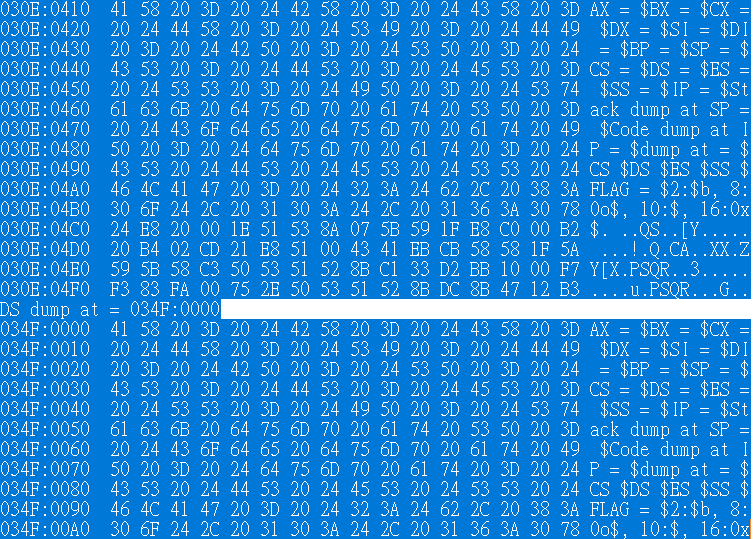 030E:0410  41 58 20 3D 20 24 42 58 20 3D 20 24 43 58 20 3D AX = $BX = $CX =
030E:0420  20 24 44 58 20 3D 20 24 53 49 20 3D 20 24 44 49  $DX = $SI = $DI
030E:0430  20 3D 20 24 42 50 20 3D 20 24 53 50 20 3D 20 24  = $BP = $SP = $
030E:0440  43 53 20 3D 20 24 44 53 20 3D 20 24 45 53 20 3D CS = $DS = $ES =
030E:0450  20 24 53 53 20 3D 20 24 49 50 20 3D 20 24 53 74  $SS = $IP = $St
030E:0460  61 63 6B 20 64 75 6D 70 20 61 74 20 53 50 20 3D ack dump at SP =
030E:0470  20 24 43 6F 64 65 20 64 75 6D 70 20 61 74 20 49  $Code dump at I
030E:0480  50 20 3D 20 24 64 75 6D 70 20 61 74 20 3D 20 24 P = $dump at = $
030E:0490  43 53 20 24 44 53 20 24 45 53 20 24 53 53 20 24 CS $DS $ES $SS $
030E:04A0  46 4C 41 47 20 3D 20 24 32 3A 24 62 2C 20 38 3A FLAG = $2:$b, 8:
030E:04B0  30 6F 24 2C 20 31 30 3A 24 2C 20 31 36 3A 30 78 0o$, 10:$, 16:0x
030E:04C0  24 E8 20 00 1E 51 53 8A 07 5B 59 1F E8 C0 00 B2 $. ..QS..[Y.....
030E:04D0  20 B4 02 CD 21 E8 51 00 43 41 EB CB 58 58 1F 5A  ...!.Q.CA..XX.Z
030E:04E0  59 5B 58 C3 50 53 51 52 8B C1 33 D2 BB 10 00 F7 Y[X.PSQR..3.....
030E:04F0  F3 83 FA 00 75 2E 50 53 51 52 8B DC 8B 47 12 B3 ....u.PSQR...G..
DS dump at = 034F:0000
034F:0000  41 58 20 3D 20 24 42 58 20 3D 20 24 43 58 20 3D AX = $BX = $CX =
034F:0010  20 24 44 58 20 3D 20 24 53 49 20 3D 20 24 44 49  $DX = $SI = $DI
034F:0020  20 3D 20 24 42 50 20 3D 20 24 53 50 20 3D 20 24  = $BP = $SP = $
034F:0030  43 53 20 3D 20 24 44 53 20 3D 20 24 45 53 20 3D CS = $DS = $ES =
034F:0040  20 24 53 53 20 3D 20 24 49 50 20 3D 20 24 53 74  $SS = $IP = $St
034F:0050  61 63 6B 20 64 75 6D 70 20 61 74 20 53 50 20 3D ack dump at SP =
034F:0060  20 24 43 6F 64 65 20 64 75 6D 70 20 61 74 20 49  $Code dump at I
034F:0070  50 20 3D 20 24 64 75 6D 70 20 61 74 20 3D 20 24 P = $dump at = $
034F:0080  43 53 20 24 44 53 20 24 45 53 20 24 53 53 20 24 CS $DS $ES $SS $
034F:0090  46 4C 41 47 20 3D 20 24 32 3A 24 62 2C 20 38 3A FLAG = $2:$b, 8:
034F:00A0  30 6F 24 2C 20 31 30 3A 24 2C 20 31 36 3A 30 78 0o$, 10:$, 16:0x